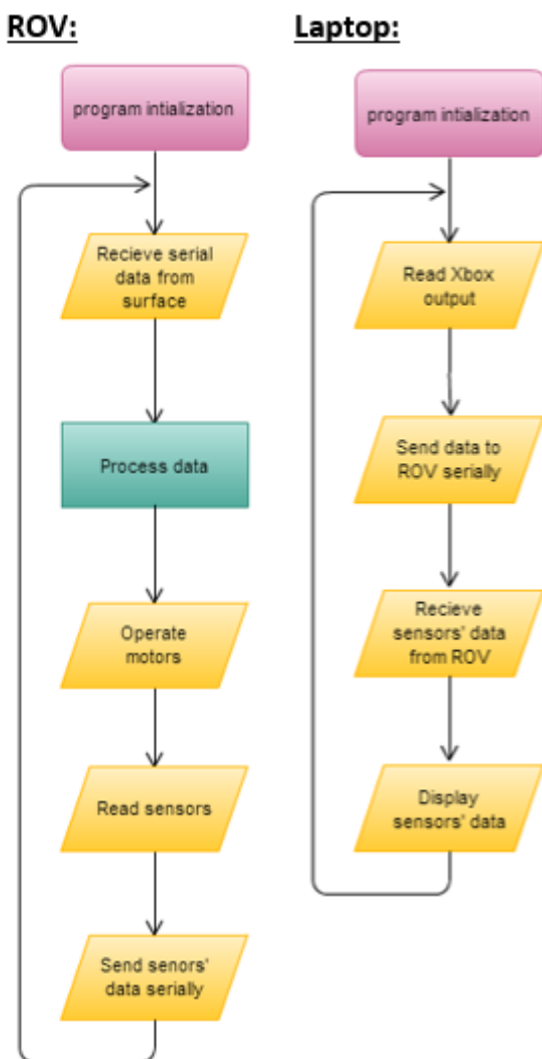 ROV:
program intialization
Recieve serial
data from
surface
Process data
Operate
motors
Read sensors
Send senors'
data serially
Laptop:
program intialization
Read Xbox
output
Send data to
ROV serially
Recieve
sensors' data
from ROV
Display
sensors' data